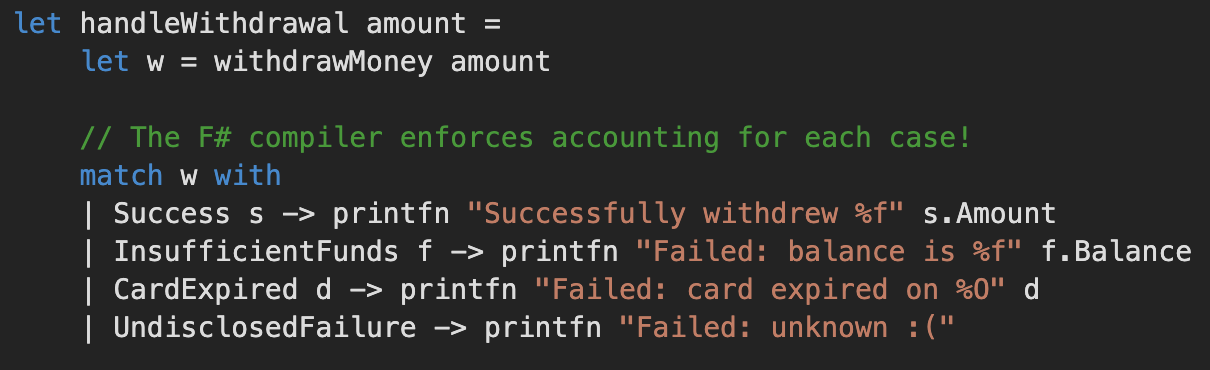 let handleWithdrawal amount =
    let w = withdrawMoney amount

    // The F# compiler enforces accounting for each case!
    match w with
    | Success s -> printfn "Successfully withdrew %f" s.Amount
    | InsufficientFunds f -> printfn "Failed: balance is %f" f.Balance
    | CardExpired d -> printfn "Failed: card expired on %O" d
    | UndisclosedFailure -> printfn "Failed: unknown :("